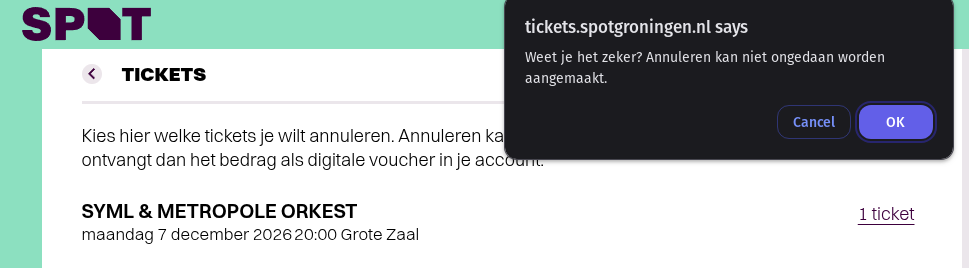 SPOT
tickets.spotgroningen.nl says
Weet je het zeker? Annuleren kan niet ongedaan worden
aangemaakt.
Cancel
OK
TICKETS
Kies hier welke tickets je wilt annuleren. Annuleren ka
ontvangt dan het bedrag als digitale voucher in je account.
SYML & METROPOLE ORKEST
maandag 7 december 2026 20:00 Grote Zaal
1 ticket